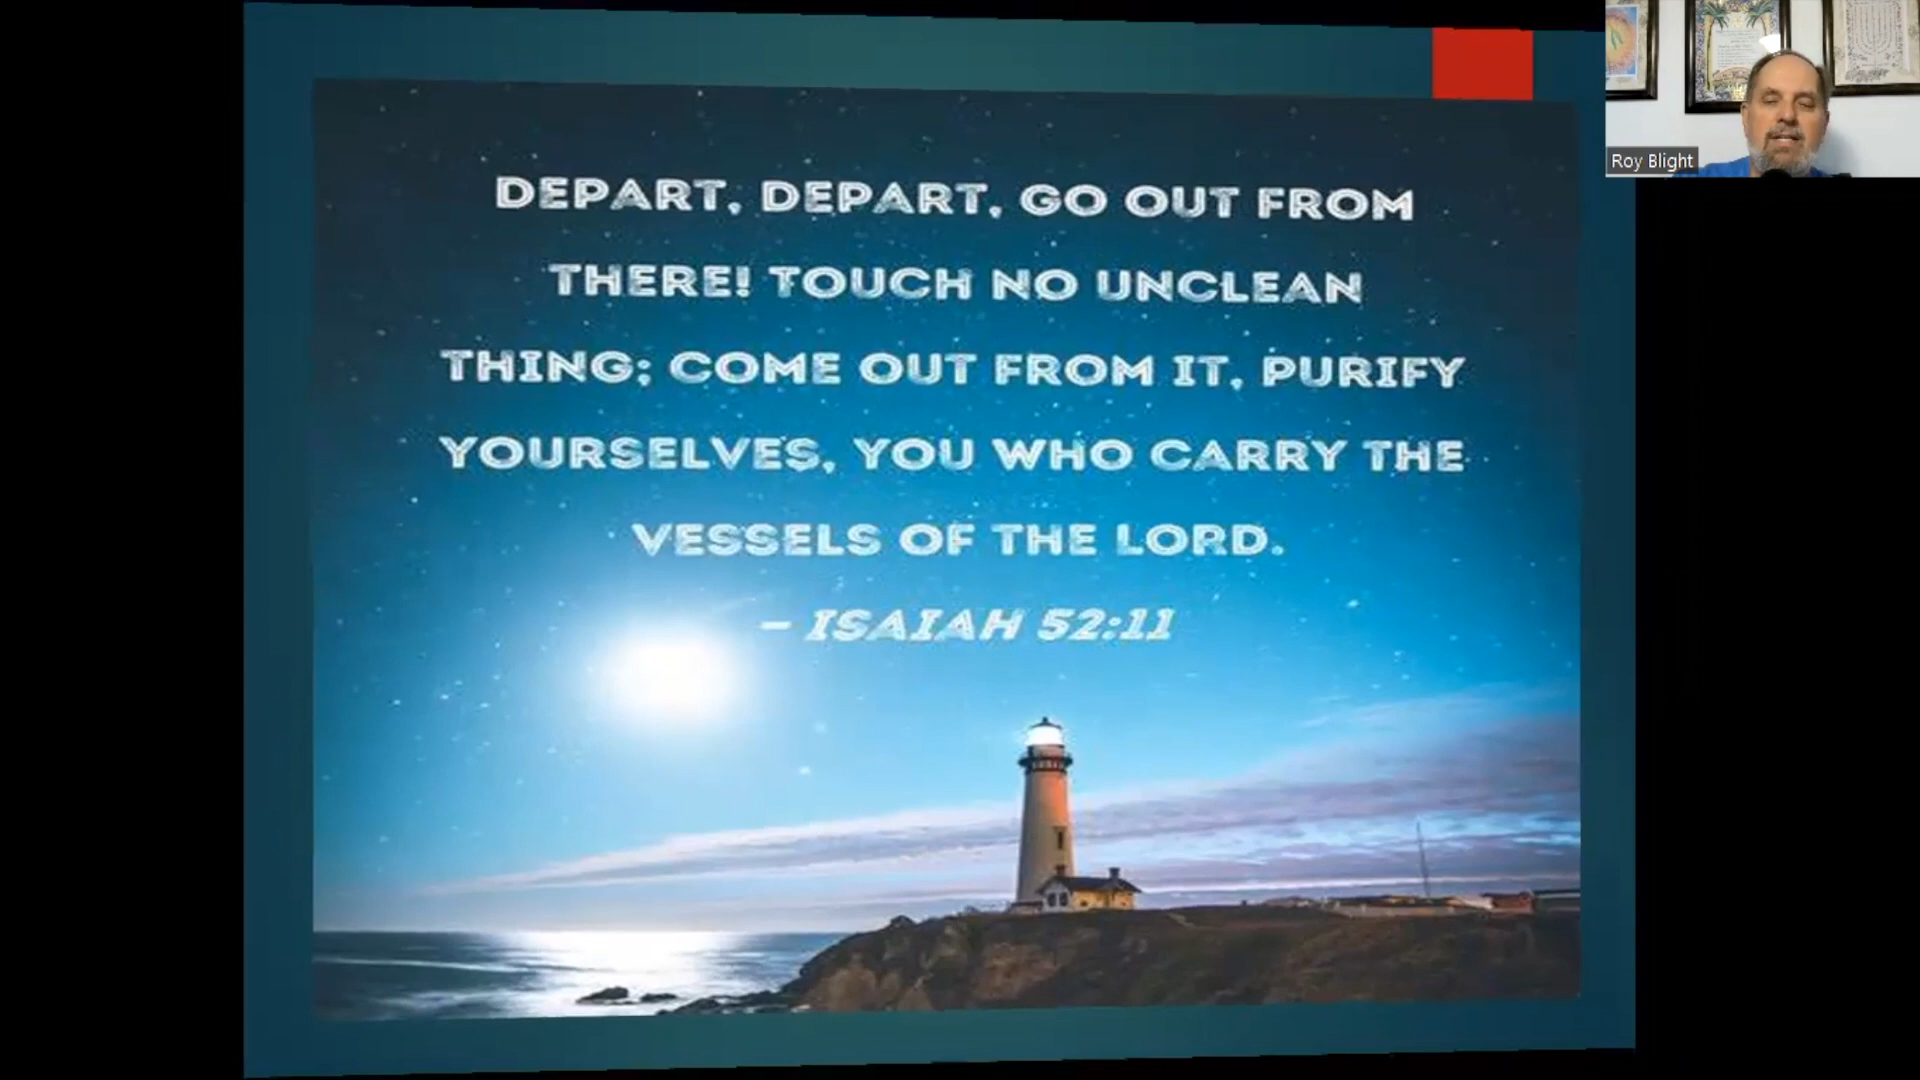 DEPART, DEPART, GO OUT FROM
THERE! TOUCH NO UNCLEAN
THING; COME OUT FROM IT, PURIFY
YOURSELVES, YOU WHO CARRY THE
VESSELS OF THE LORD.
– ISAIAH 52:11
Roy Blight